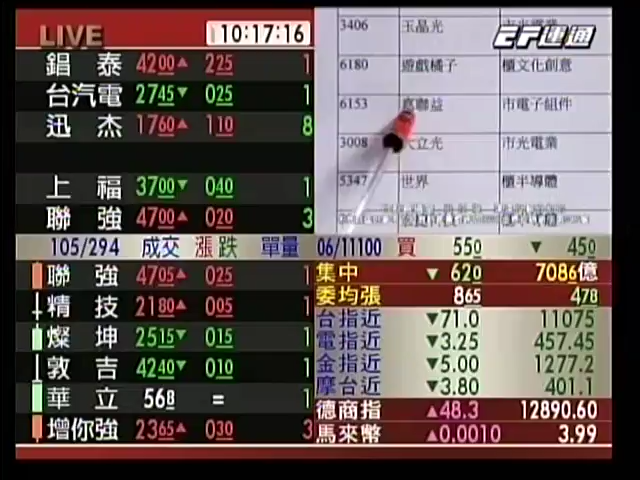 LIVE 10:17:16
錩泰 4200▲ 225 1
台汽電 2745▼ 025 1
迅杰 1760▲ 110 8
上福 3700▼ 040 1
聯強 4700▲ 020 3
3406 玉晶光
6180 遊戲橘子 櫃文化創意
6153 嘉聯益 市電子組件
3008 大立光 市光電業
5347 世界 櫃半導體
EF運通
105/294 成交 漲跌 單量 06/11100 買 550 ▼ 450
聯強 4705▲ 025 1
精技 2180▲ 005 1
燦坤 2515▼ 015 1
敦吉 4240▼ 010 1
華立 568 = 1
增你強 2365▲ 030 3
集中 ▼ 620 7086億
委均張 865 478
台指近 ▼71.0 11075
電指近 ▼3.25 457.45
金指近 ▼5.00 1277.2
摩台近 ▼3.80 401.1
德商指 ▲48.3 12890.60
馬來幣 ▲0.0010 3.99